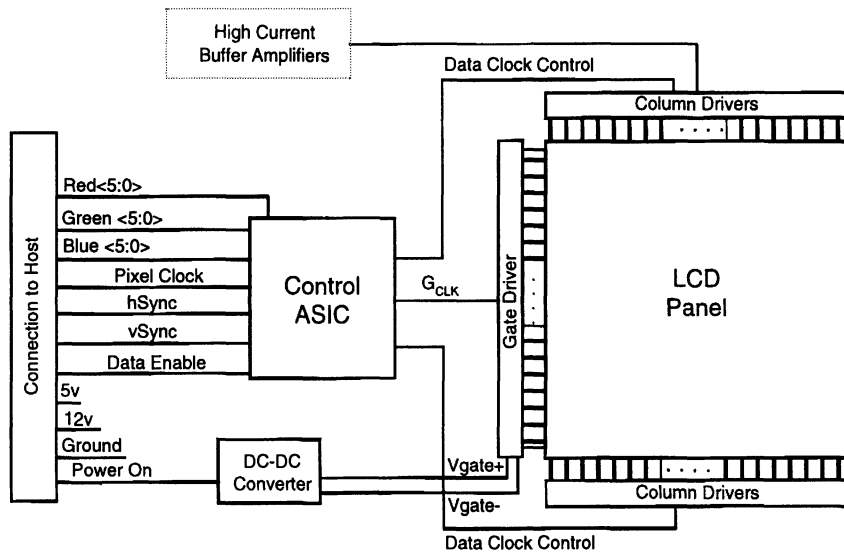 High Current
Buffer Amplifiers
Data Clock Control
Column Drivers
. . . .
Connection to Host
Red<5:0>
Green <5:0>
Blue <5:0>
Pixel Clock
hSync
vSync
Data Enable
5v
12v
Ground
Power On
Control
ASIC
G_CLK
Gate Driver
. . . .
LCD
Panel
DC-DC
Converter
Vgate+
Vgate-
. . . .
Column Drivers
Data Clock Control